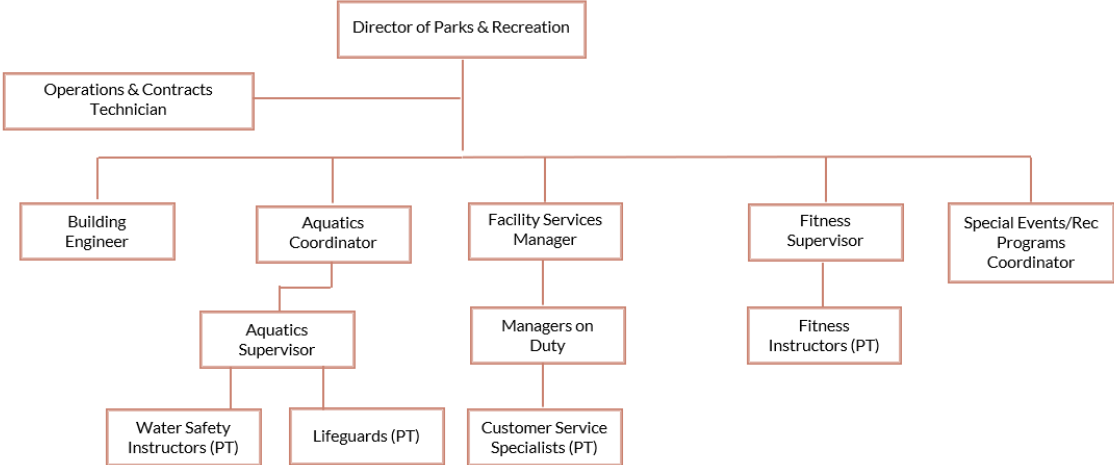 Director of Parks & Recreation
Operations & Contracts
Technician
Building
Engineer
Aquatics
Coordinator
Facility Services
Manager
Fitness
Supervisor
Special Events/Rec
Programs
Coordinator
Aquatics
Supervisor
Managers on
Duty
Fitness
Instructors (PT)
Water Safety
Instructors (PT)
Lifeguards (PT)
Customer Service
Specialists (PT)